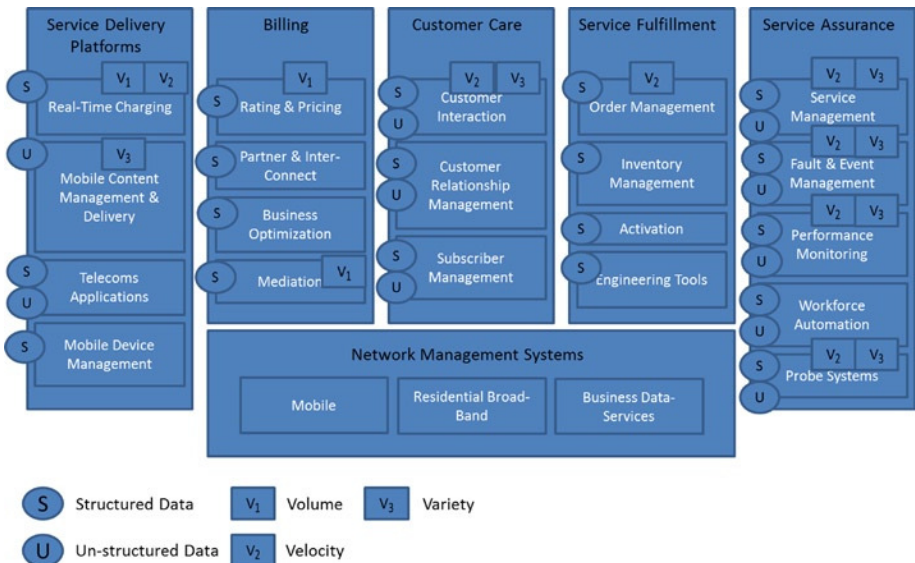 Service Delivery
Platforms
S
V1
V2
Real-Time Charging
U
V3
Mobile Content
Management &
Delivery
S
U
Telecoms
Applications
S
Mobile Device
Management
Billing
V1
S
Rating & Pricing
S
Partner & Inter-
Connect
S
Business
Optimization
S
Mediation
V1
Customer Care
V2
V3
S
U
Customer
Interaction
S
U
Customer
Relationship
Management
S
U
Subscriber
Management
Service Fulfillment
V2
S
Order Management
S
Inventory
Management
S
Activation
S
Engineering Tools
Service Assurance
V2
V3
S
U
Service
Management
V2
V3
S
U
Fault & Event
Management
V2
V3
S
U
Performance
Monitoring
S
U
Workforce
Automation
V2
V3
S
U
Probe Systems
Network Management Systems
Mobile
Residential Broad-
Band
Business Data-
Services
S Structured Data
V1 Volume
V3 Variety
U Un-structured Data
V2 Velocity